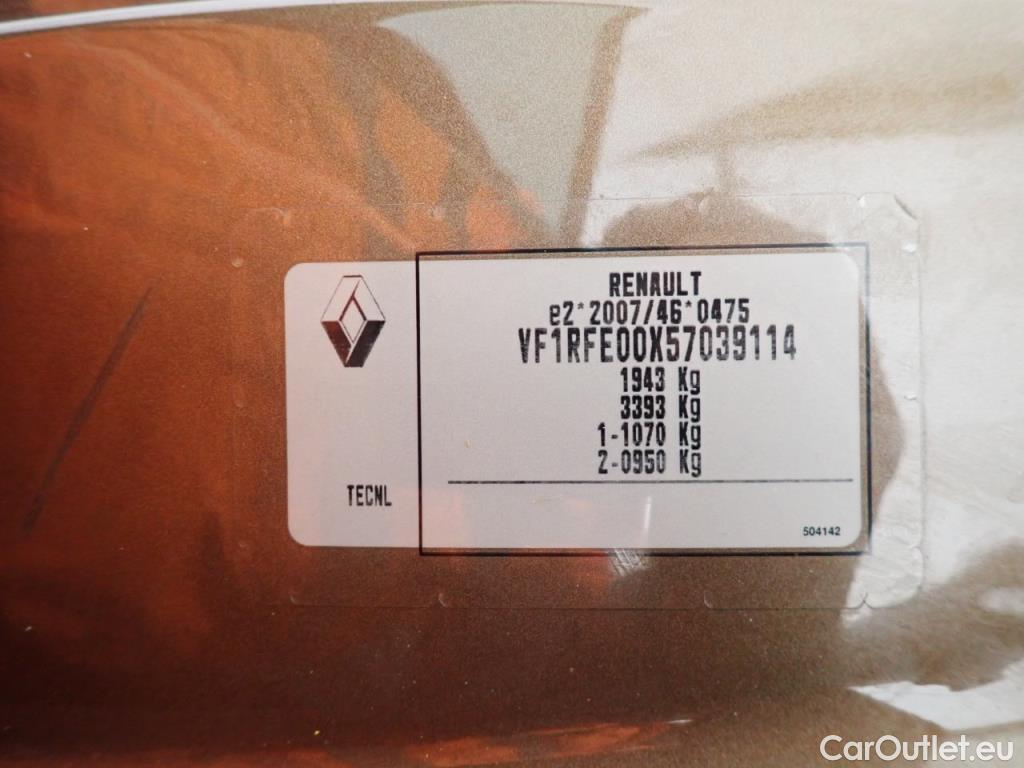 RENAULT
e2*2007/46*0475
VF1RFE00X57039114
1943 Kg
3393 Kg
1-1070 Kg
2-0950 Kg
TECNL
504142
CarOutlet.eu